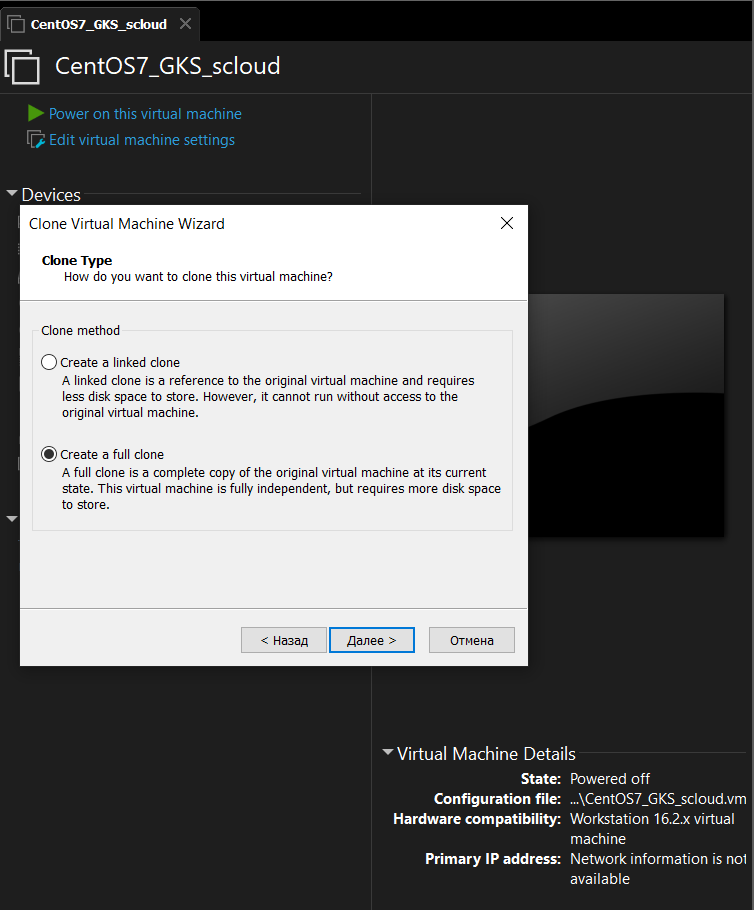 CentOS7_GKS_scloud
CentOS7_GKS_scloud
Power on this virtual machine
Edit virtual machine settings
Devices
Clone Virtual Machine Wizard
Clone Type
How do you want to clone this virtual machine?
Clone method
Create a linked clone
A linked clone is a reference to the original virtual machine and requires
less disk space to store. However, it cannot run without access to the
original virtual machine.
Create a full clone
A full clone is a complete copy of the original virtual machine at its current
state. This virtual machine is fully independent, but requires more disk space
to store.
< Назад
Далее >
Отмена
Virtual Machine Details
State: Powered off
Configuration file: ...\CentOS7_GKS_scloud.vm
Hardware compatibility: Workstation 16.2.x virtual
machine
Primary IP address: Network information is not
available